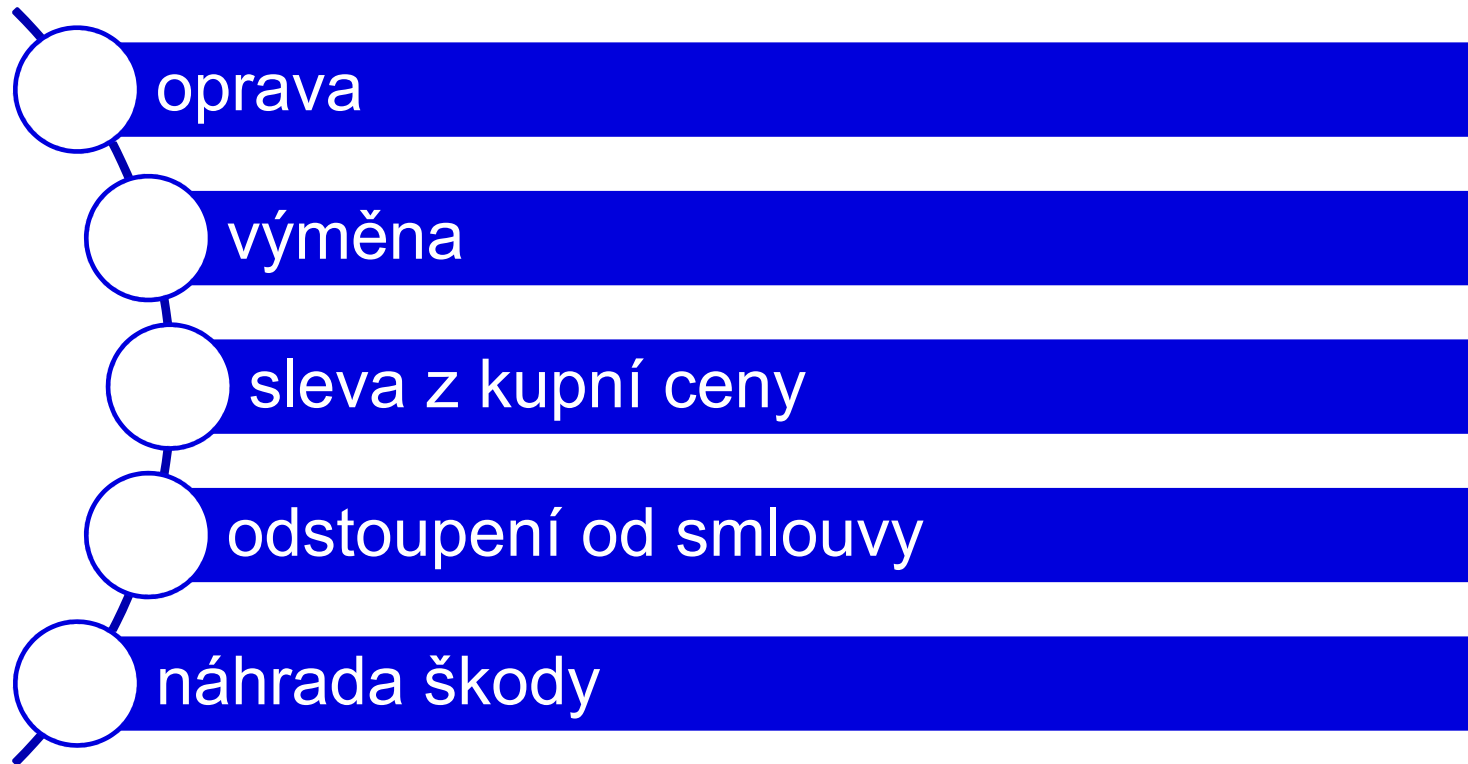 oprava
výměna
sleva z kupní ceny
odstoupení od smlouvy
náhrada škody